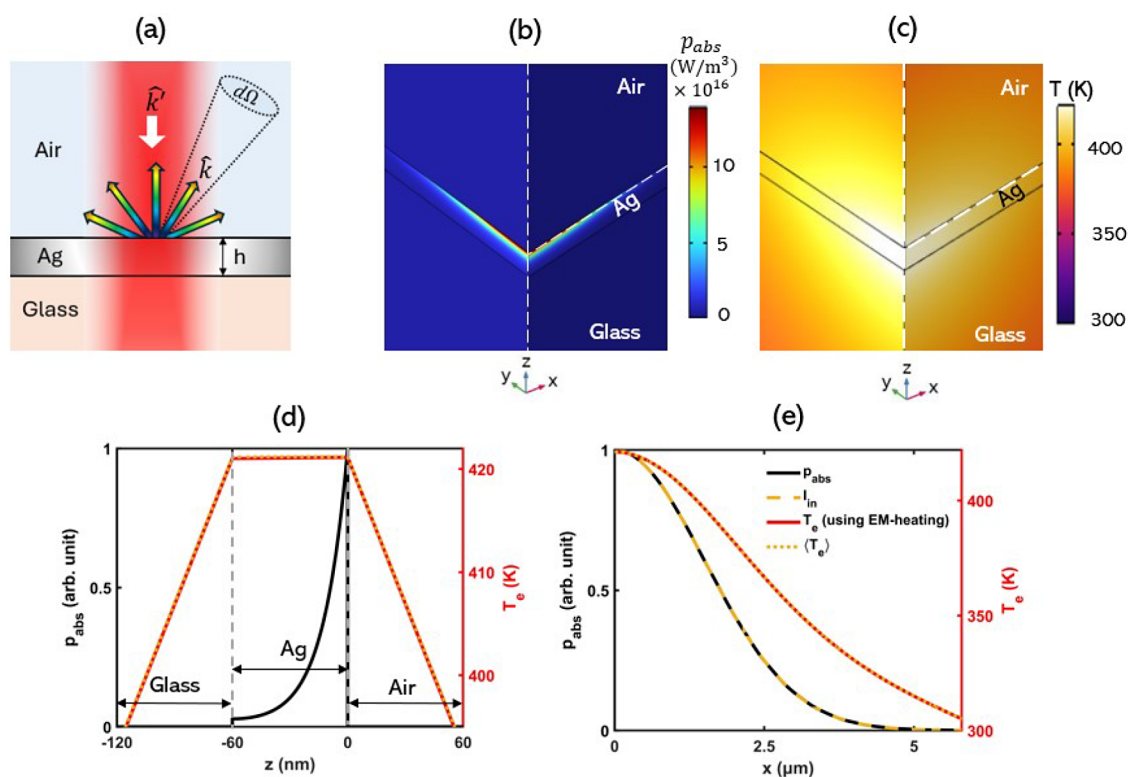 (a)
k̂'
dΩ
Air
k̂
Ag
h
Glass
(b)
p_abs
(W/m³)
× 10¹⁶
Air
10
Ag
5
0
Glass
z
y
x
(c)
Air
T (K)
400
Ag
350
300
Glass
z
y
x
(d)
1
420
p_abs (arb. unit)
0.5
410
T_e (K)
Ag
400
Glass
Air
0
-120
-60
0
60
z (nm)
(e)
1
p_abs
I_in
400
T_e (using EM-heating)
⟨T_e⟩
p_abs (arb. unit)
0.5
350
T_e (K)
0
300
0
2.5
5
x (μm)